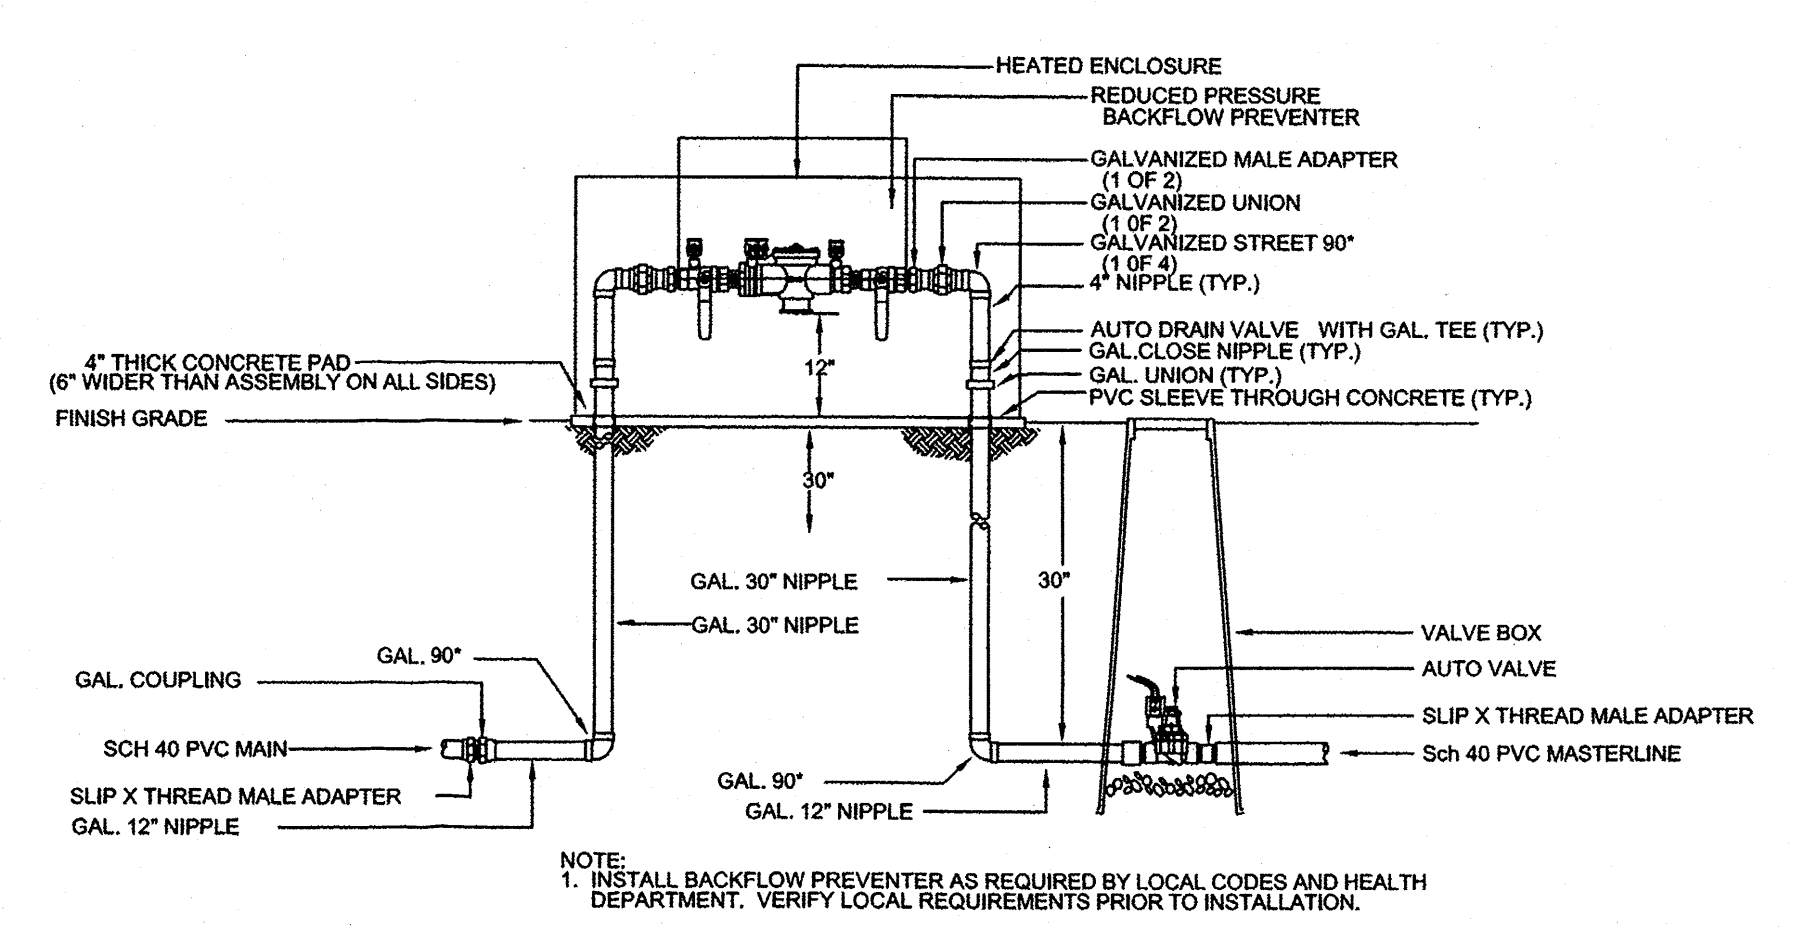 HEATED ENCLOSURE
REDUCED PRESSURE
BACKFLOW PREVENTER
GALVANIZED MALE ADAPTER
(1 OF 2)
GALVANIZED UNION
(1 0F 2)
GALVANIZED STREET 90*
(1 0F 4)
4" NIPPLE (TYP.)
AUTO DRAIN VALVE WITH GAL. TEE (TYP.)
GAL.CLOSE NIPPLE (TYP.)
GAL. UNION (TYP.)
PVC SLEEVE THROUGH CONCRETE (TYP.)
4" THICK CONCRETE PAD
(6" WIDER THAN ASSEMBLY ON ALL SIDES)
FINISH GRADE
12"
30"
30"
GAL. 30" NIPPLE
GAL. 30" NIPPLE
GAL. 90*
GAL. COUPLING
SCH 40 PVC MAIN
SLIP X THREAD MALE ADAPTER
GAL. 12" NIPPLE
GAL. 90*
GAL. 12" NIPPLE
VALVE BOX
AUTO VALVE
SLIP X THREAD MALE ADAPTER
Sch 40 PVC MASTERLINE
NOTE:
1. INSTALL BACKFLOW PREVENTER AS REQUIRED BY LOCAL CODES AND HEALTH
DEPARTMENT. VERIFY LOCAL REQUIREMENTS PRIOR TO INSTALLATION.